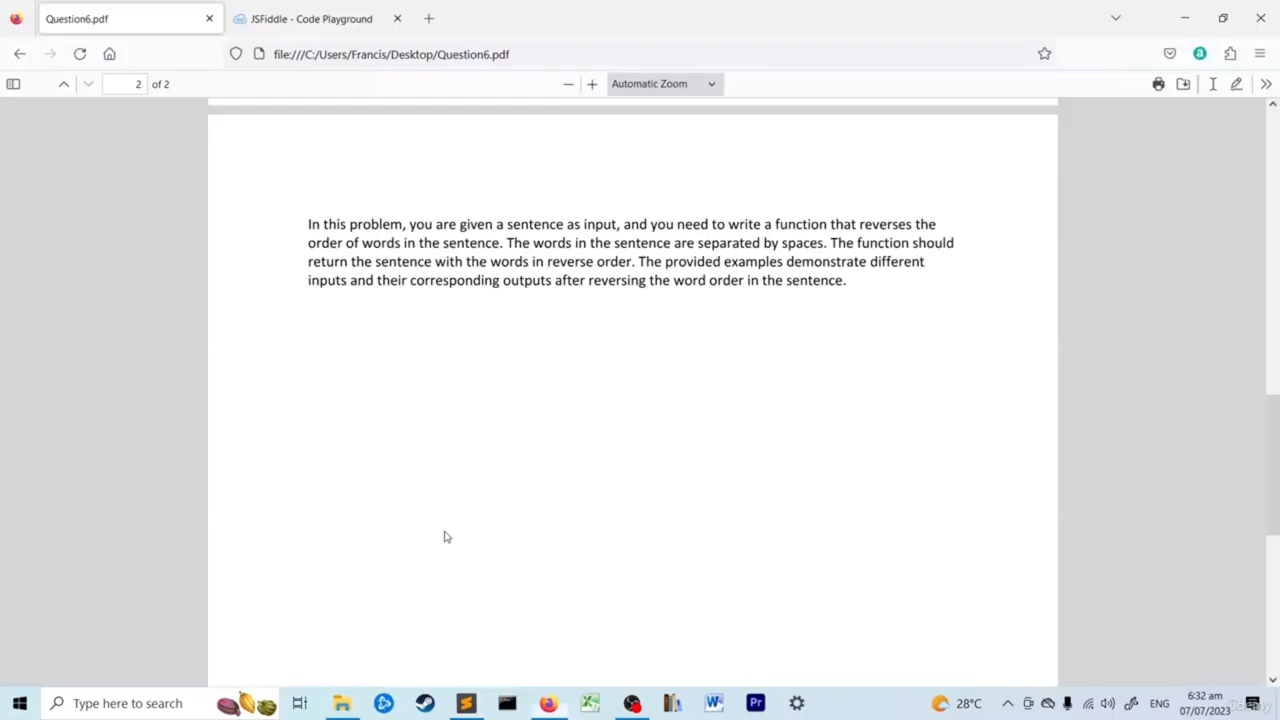 Question6.pdf
JSFiddle - Code Playground
file:///C:/Users/Francis/Desktop/Question6.pdf
2 of 2
Automatic Zoom
In this problem, you are given a sentence as input, and you need to write a function that reverses the
order of words in the sentence. The words in the sentence are separated by spaces. The function should
return the sentence with the words in reverse order. The provided examples demonstrate different
inputs and their corresponding outputs after reversing the word order in the sentence.
Type here to search
28°C
ENG
6:32 am
07/07/2023
Udemy